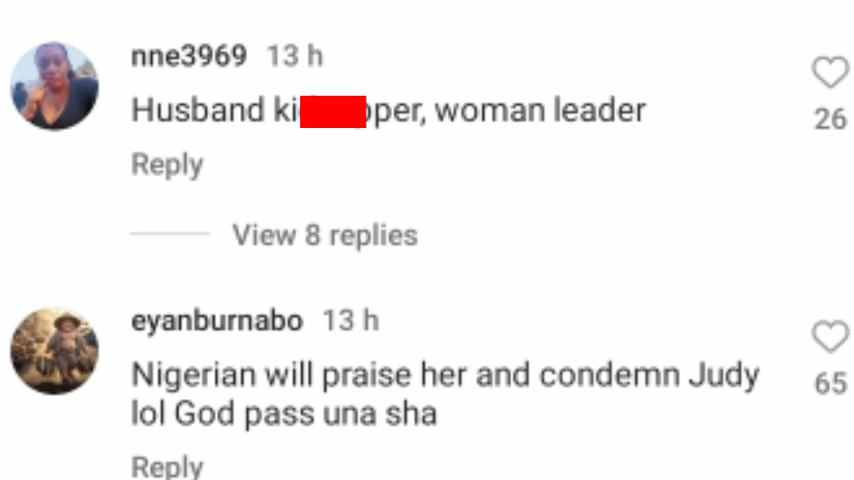 nne3969 13 h
Husband woman leader
26
Reply
View 8 replies
eyanburnabo 13 h
Nigerian will praise her and condemn Judy
65
lol God pass una sha
Reply